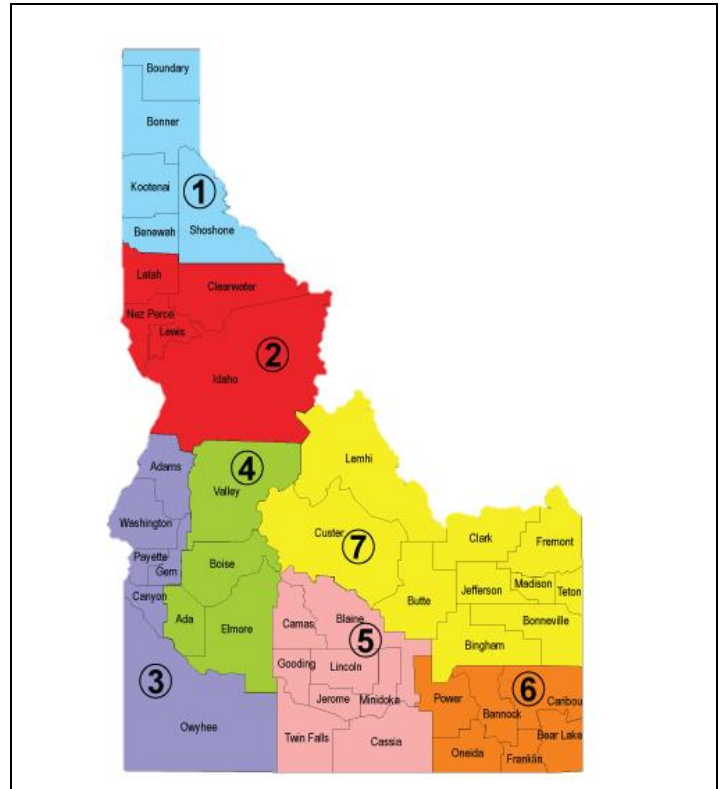 Boundary
Bonner
Kootenai
①
Benewah
Shoshone
Latah
Clearwater
Nez Perce
Lewis
②
Idaho
Adams
④
Lemhi
Valley
Washington
Custer
⑦
Clark
Fremont
Payette
Gem
Boise
Canyon
Butte
Jefferson
Madison
Teton
Ada
Elmore
Camas
Blaine
⑤
Bonneville
Bingham
Gooding
Lincoln
③
Jerome
Minidoka
Power
⑥
Caribou
Bannock
Owyhee
Twin Falls
Cassia
Bear Lake
Oneida
Franklin